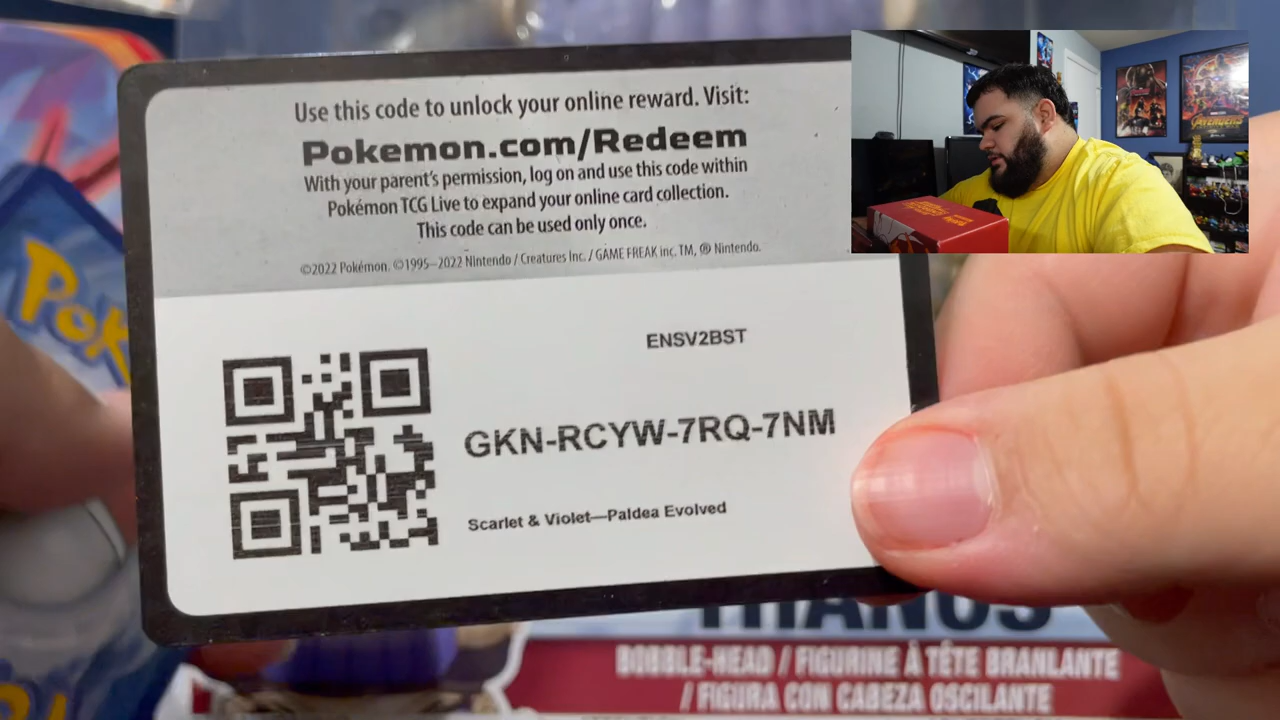 Use this code to unlock your online reward. Visit:
Pokemon.com/Redeem
With your parent's permission, log on and use this code within
Pokémon TCG Live to expand your online card collection.
This code can be used only once.
©2022 Pokémon. ©1995–2022 Nintendo / Creatures Inc. / GAME FREAK inc. TM, ® Nintendo.
ENSV2BST
GKN-RCYW-7RQ-7NM
Scarlet & Violet—Paldea Evolved
POK
THANOS
BOBBLE-HEAD / FIGURINE À TÊTE BRANLANTE
/ FIGURA CON CABEZA OSCILANTE
AVENGERS